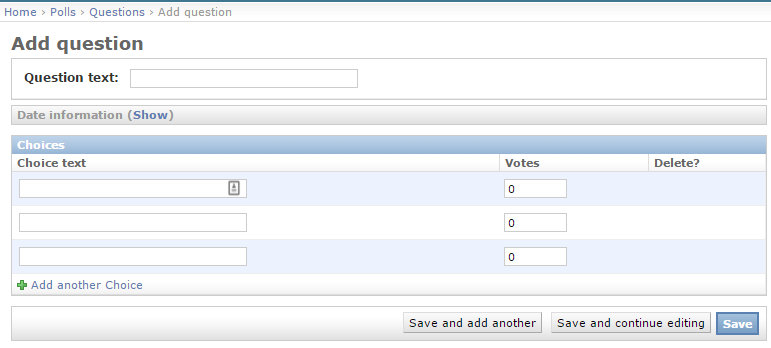 Home › Polls › Questions › Add question
Add question
Question text:
Date information (Show)
Choices
Choice text Votes Delete?
0
0
0
Add another Choice
Save and add another Save and continue editing Save